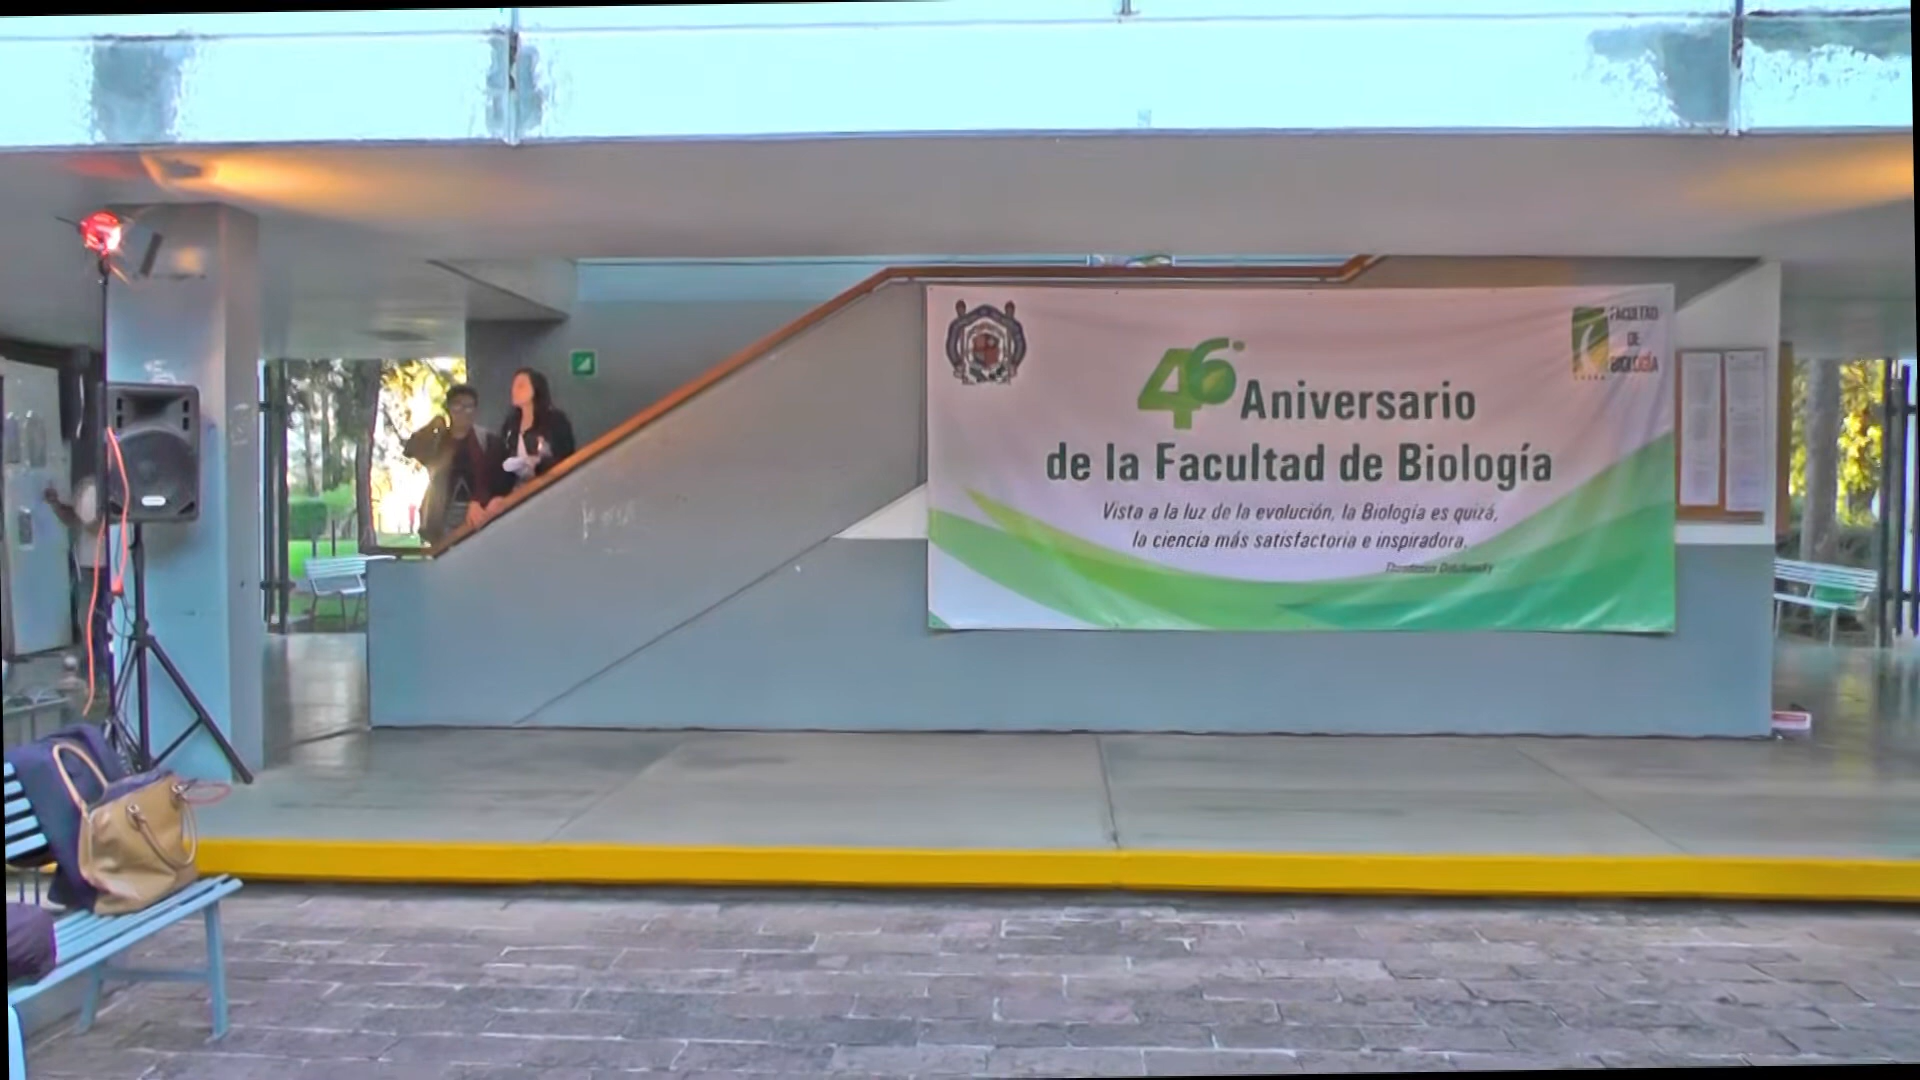 46° Aniversario
de la Facultad de Biología
Vista a la luz de la evolución, la Biología es quizá,
la ciencia más satisfactoria e inspiradora.
FACULTAD
DE
BIOLOGÍA